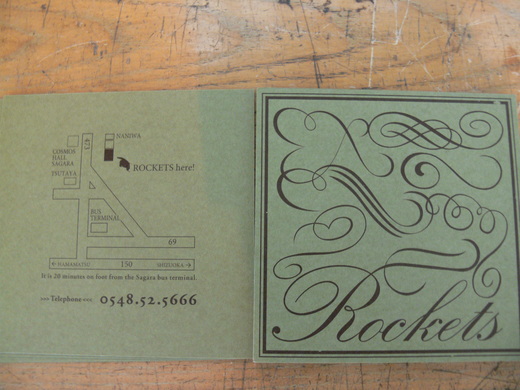 NANIWA
473
COSMOS
HALL
SAGARA
ROCKETS here!
TSUTAYA
BUS
TERMINAL
69
HAMAMATSU
150
SHIZUOKA
It is 20 minutes on foot from the Sagara bus terminal
Telephone
0548.52.5666
Rockets